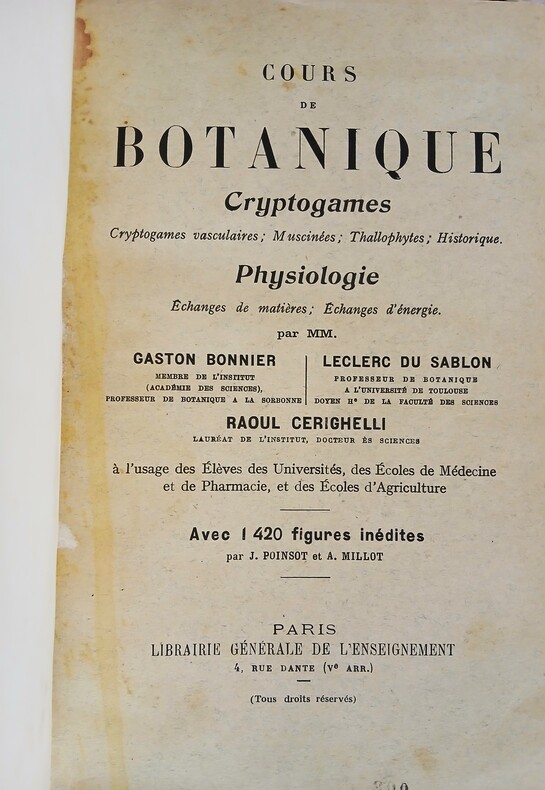 COURS
DE
BOTANIQUE
Cryptogames
Cryptogames vasculaires; Muscinées; Thallophytes; Historique.
Physiologie
Échanges de matières; Échanges d'énergie.
par MM.
GASTON BONNIER
MEMBRE DE L'INSTITUT
(ACADÉMIE DES SCIENCES),
PROFESSEUR DE BOTANIQUE A LA SORBONNE
LECLERC DU SABLON
PROFESSEUR DE BOTANIQUE
A L'UNIVERSITÉ DE TOULOUSE
DOYEN Hᵉ DE LA FACULTÉ DES SCIENCES
RAOUL CERIGHELLI
LAURÉAT DE L'INSTITUT, DOCTEUR ÈS SCIENCES
à l'usage des Élèves des Universités, des Écoles de Médecine
et de Pharmacie, et des Écoles d'Agriculture
Avec 1 420 figures inédites
par J. POINSOT et A. MILLOT
PARIS
LIBRAIRIE GÉNÉRALE DE L'ENSEIGNEMENT
4, RUE DANTE (Vᵉ ARR.)
(Tous droits réservés)